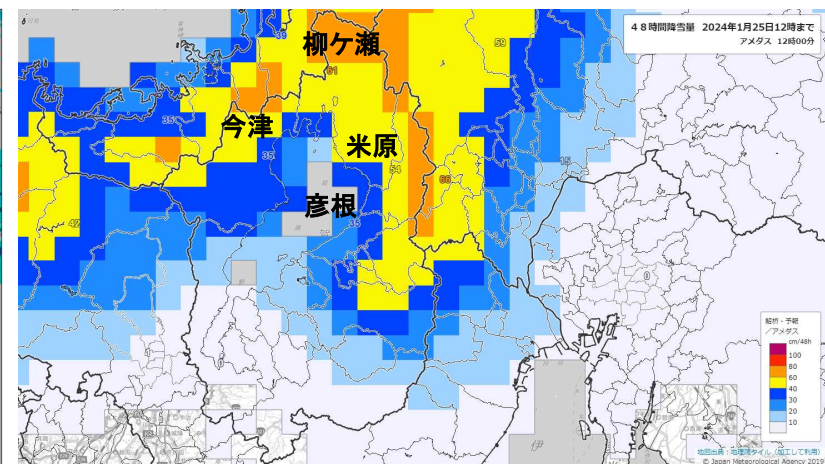 48時間降雪量 2024年1月25日12時まで
アメダス 12時00分
柳ケ瀬
59
61
今津
35
米原
35
15
54
60
彦根
35
42
0
0
解析・予報
/アメダス
cm/48h
100
80
60
40
30
20
10
伊
地図出典:地理院タイル(加工して利用)
© Japan Meteorological Agency 2019